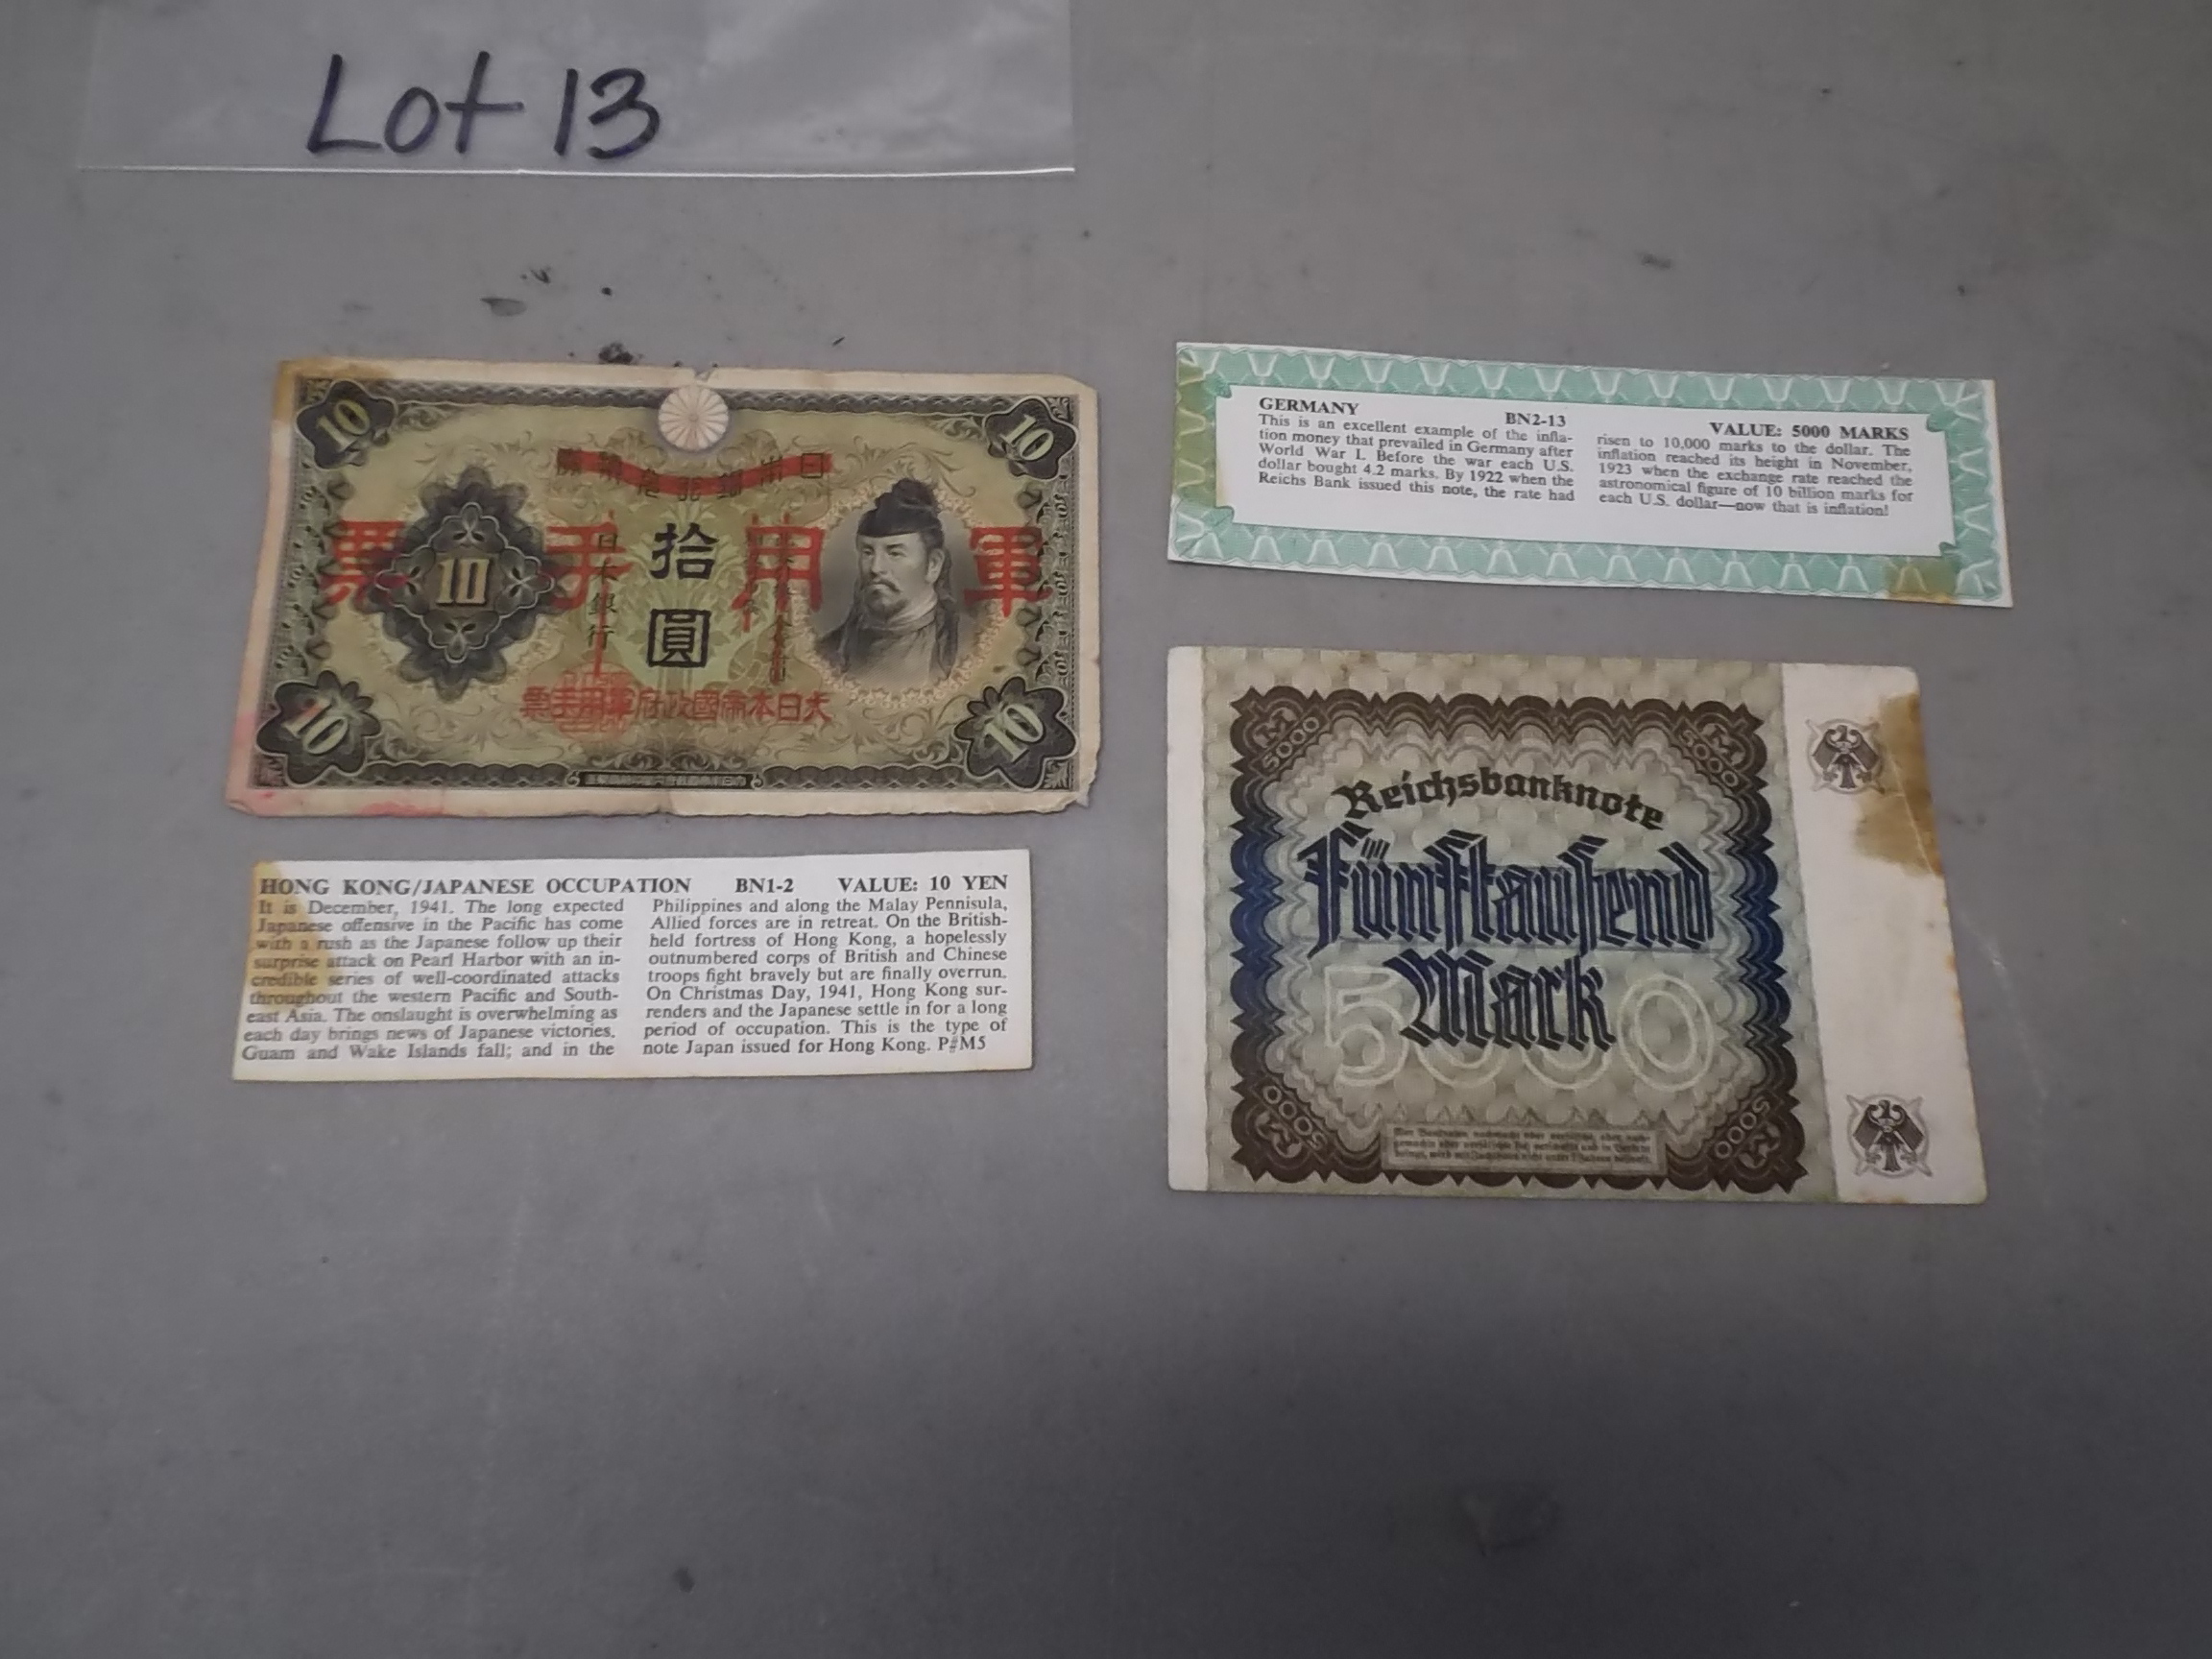 Lot 13
10
10
日本銀行兌換券
票 手 用 軍
10
拾
圓
日本銀行
大日本帝國政府軍用手票
10
10
HONG KONG/JAPANESE OCCUPATION BN1-2 VALUE: 10 YEN
It is December, 1941. The long expected
Japanese offensive in the Pacific has come
with a rush as the Japanese follow up their
surprise attack on Pearl Harbor with an in-
credible series of well-coordinated attacks
throughout the western Pacific and South-
east Asia. The onslaught is overwhelming as
each day brings news of Japanese victories.
Guam and Wake Islands fall; and in the
Philippines and along the Malay Pennisula,
Allied forces are in retreat. On the British-
held fortress of Hong Kong, a hopelessly
outnumbered corps of British and Chinese
troops fight bravely but are finally overrun.
On Christmas Day, 1941, Hong Kong sur-
renders and the Japanese settle in for a long
period of occupation. This is the type of
note Japan issued for Hong Kong. P#M5
GERMANY BN2-13 VALUE: 5000 MARKS
This is an excellent example of the infla-
tion money that prevailed in Germany after
World War I. Before the war each U.S.
dollar bought 4.2 marks. By 1922 when the
Reichs Bank issued this note, the rate had
risen to 10,000 marks to the dollar. The
inflation reached its height in November,
1923 when the exchange rate reached the
astronomical figure of 10 billion marks for
each U.S. dollar—now that is inflation!
M 5000
M 5000
Reichsbanknote
Fünftausend
Mark
5000
M 5000
M 5000